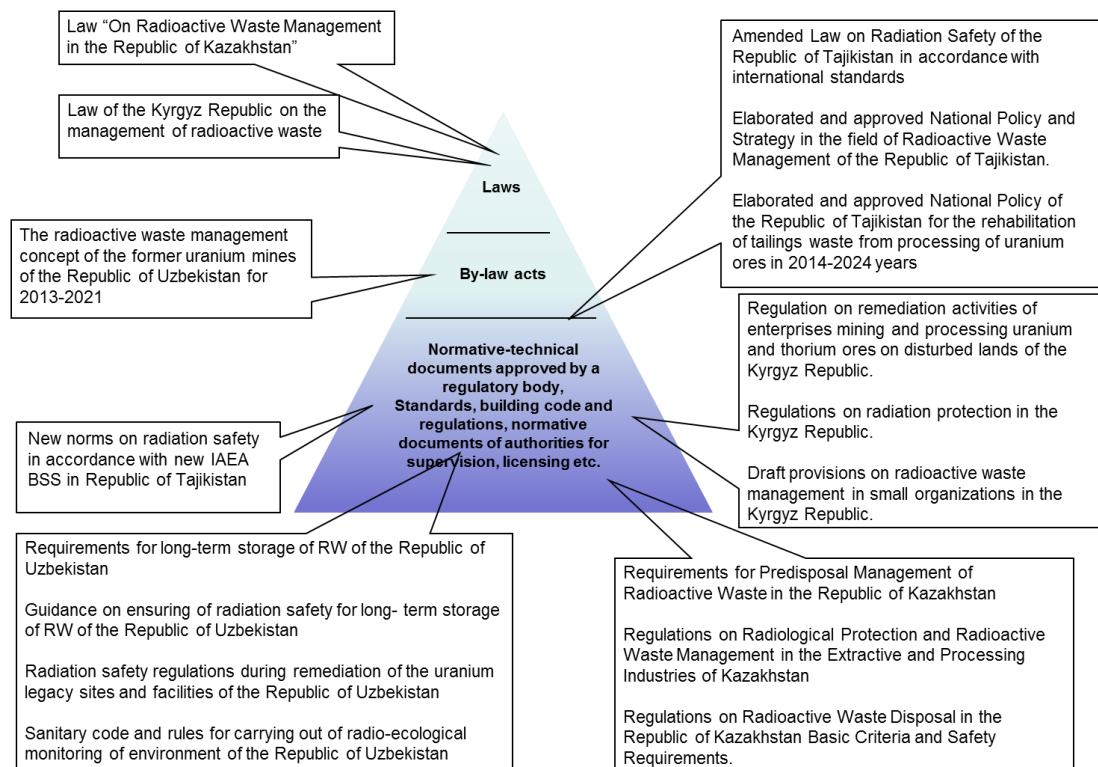 Law “On Radioactive Waste Management
in the Republic of Kazakhstan”
Law of the Kyrgyz Republic on the
management of radioactive waste
The radioactive waste management
concept of the former uranium mines
of the Republic of Uzbekistan for
2013-2021
New norms on radiation safety
in accordance with new IAEA
BSS in Republic of Tajikistan
Laws
By-law acts
Normative-technical
documents approved by a
regulatory body,
Standards, building code and
regulations, normative
documents of authorities for
supervision, licensing etc.
Amended Law on Radiation Safety of the
Republic of Tajikistan in accordance with
international standards
Elaborated and approved National Policy and
Strategy in the field of Radioactive Waste
Management of the Republic of Tajikistan.
Elaborated and approved National Policy of
the Republic of Tajikistan for the rehabilitation
of tailings waste from processing of uranium
ores in 2014-2024 years
Regulation on remediation activities of
enterprises mining and processing uranium
and thorium ores on disturbed lands of the
Kyrgyz Republic.
Regulations on radiation protection in the
Kyrgyz Republic.
Draft provisions on radioactive waste
management in small organizations in the
Kyrgyz Republic.
Requirements for long-term storage of RW of the Republic of
Uzbekistan
Guidance on ensuring of radiation safety for long- term storage
of RW of the Republic of Uzbekistan
Radiation safety regulations during remediation of the uranium
legacy sites and facilities of the Republic of Uzbekistan
Sanitary code and rules for carrying out of radio-ecological
monitoring of environment of the Republic of Uzbekistan
Requirements for Predisposal Management of
Radioactive Waste in the Republic of Kazakhstan
Regulations on Radiological Protection and Radioactive
Waste Management in the Extractive and Processing
Industries of Kazakhstan
Regulations on Radioactive Waste Disposal in the
Republic of Kazakhstan Basic Criteria and Safety
Requirements.